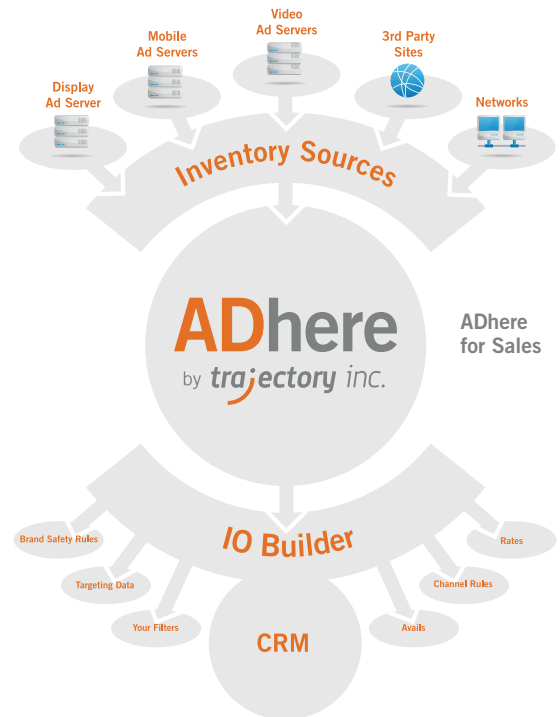 Video
Ad Servers
Mobile
Ad Servers
3rd Party
Sites
Display
Ad Server
Networks
Inventory Sources
ADhere
by trajectory inc.
ADhere
for Sales
IO Builder
Brand Safety Rules
Rates
Targeting Data
Channel Rules
Your Filters
Avails
CRM